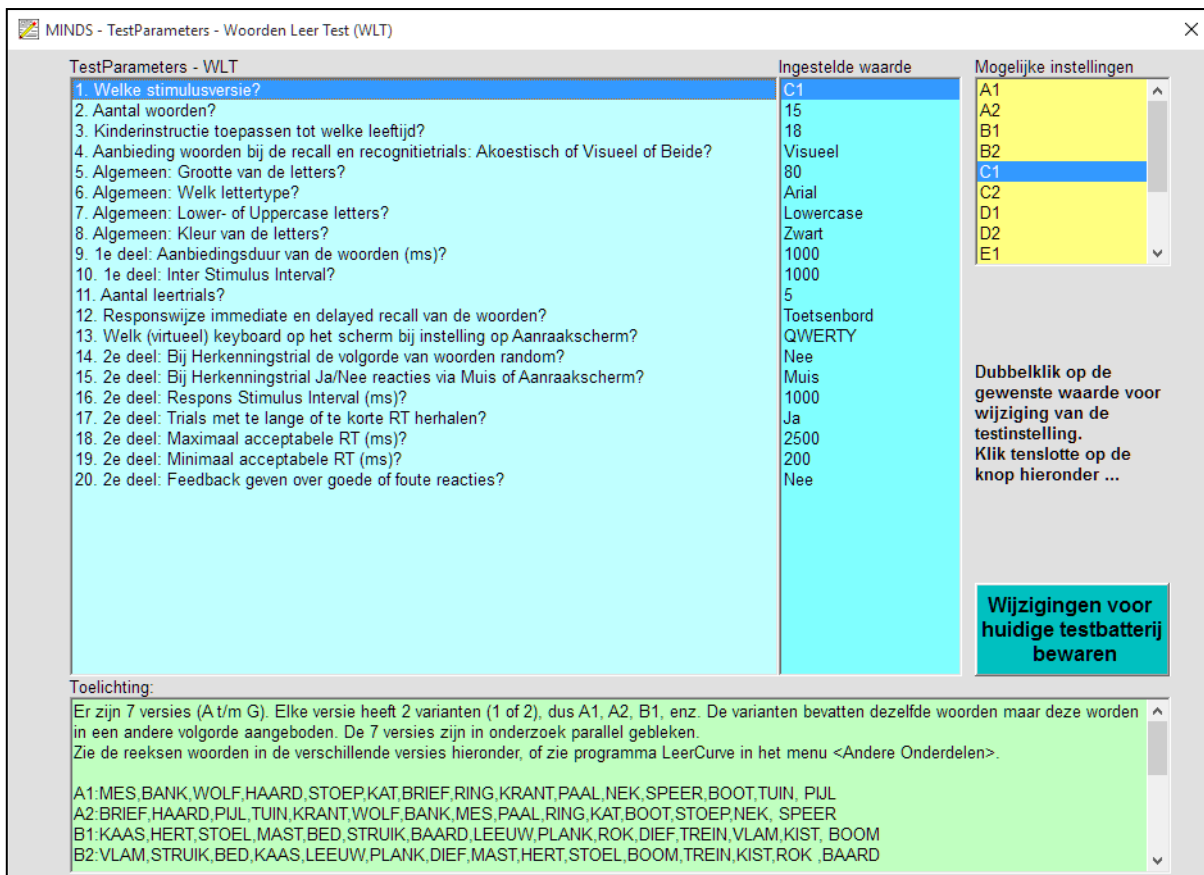 MINDS - TestParameters - Woorden Leer Test (WLT)
TestParameters - WLT
Ingestelde waarde
Mogelijke instellingen
1. Welke stimulusversie? C1
2. Aantal woorden? 15
3. Kinderinstructie toepassen tot welke leeftijd? 18
4. Aanbieding woorden bij de recall en recognitietrials: Akoestisch of Visueel of Beide? Visueel
5. Algemeen: Grootte van de letters? 80
6. Algemeen: Welk lettertype? Arial
7. Algemeen: Lower- of Uppercase letters? Lowercase
8. Algemeen: Kleur van de letters? Zwart
9. 1e deel: Aanbiedingsduur van de woorden (ms)? 1000
10. 1e deel: Inter Stimulus Interval? 1000
11. Aantal leertrials? 5
12. Responswijze immediate en delayed recall van de woorden? Toetsenbord
13. Welk (virtueel) keyboard op het scherm bij instelling op Aanraakscherm? QWERTY
14. 2e deel: Bij Herkenningstrial de volgorde van woorden random? Nee
15. 2e deel: Bij Herkenningstrial Ja/Nee reacties via Muis of Aanraakscherm? Muis
16. 2e deel: Respons Stimulus Interval (ms)? 1000
17. 2e deel: Trials met te lange of te korte RT herhalen? Ja
18. 2e deel: Maximaal acceptabele RT (ms)? 2500
19. 2e deel: Minimaal acceptabele RT (ms)? 200
20. 2e deel: Feedback geven over goede of foute reacties? Nee
A1
A2
B1
B2
C1
C2
D1
D2
E1
Dubbelklik op de
gewenste waarde voor
wijziging van de
testinstelling.
Klik tenslotte op de
knop hieronder ...
Wijzigingen voor
huidige testbatterij
bewaren
Toelichting:
Er zijn 7 versies (A t/m G). Elke versie heeft 2 varianten (1 of 2), dus A1, A2, B1, enz. De varianten bevatten dezelfde woorden maar deze worden
in een andere volgorde aangeboden. De 7 versies zijn in onderzoek parallel gebleken.
Zie de reeksen woorden in de verschillende versies hieronder, of zie programma LeerCurve in het menu <Andere Onderdelen>.
A1:MES,BANK,WOLF,HAARD,STOEP,KAT,BRIEF,RING,KRANT,PAAL,NEK,SPEER,BOOT,TUIN, PIJL
A2:BRIEF,HAARD,PIJL,TUIN,KRANT,WOLF,BANK,MES,PAAL,RING,KAT,BOOT,STOEP,NEK, SPEER
B1:KAAS,HERT,STOEL,MAST,BED,STRUIK,BAARD,LEEUW,PLANK,ROK,DIEF,TREIN,VLAM,KIST, BOOM
B2:VLAM,STRUIK,BED,KAAS,LEEUW,PLANK,DIEF,MAST,HERT,STOEL,BOOM,TREIN,KIST,ROK ,BAARD